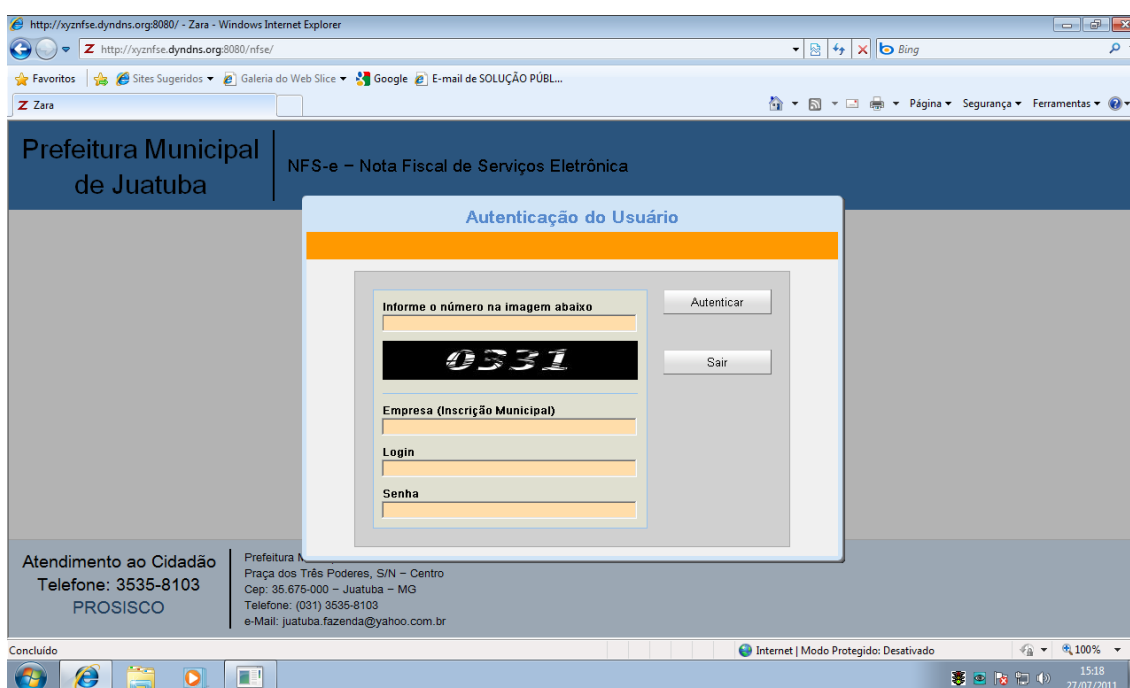 http://xyznfse.dyndns.org:8080/ - Zara - Windows Internet Explorer
http://xyznfse.dyndns.org:8080/nfse/
Bing
Favoritos Sites Sugeridos Galeria do Web Slice Google E-mail de SOLUÇÃO PÚBL...
Zara
Página Segurança Ferramentas
Prefeitura Municipal
de Juatuba
NFS-e – Nota Fiscal de Serviços Eletrônica
Autenticação do Usuário
Informe o número na imagem abaixo
Autenticar
0331
Sair
Empresa (Inscrição Municipal)
Login
Senha
Atendimento ao Cidadão
Telefone: 3535-8103
PROSISCO
Prefeitura
Praça dos Três Poderes, S/N – Centro
Cep: 35.675-000 – Juatuba – MG
Telefone: (031) 3535-8103
e-Mail: juatuba.fazenda@yahoo.com.br
Concluído
Internet | Modo Protegido: Desativado
100%
15:18
27/07/2011